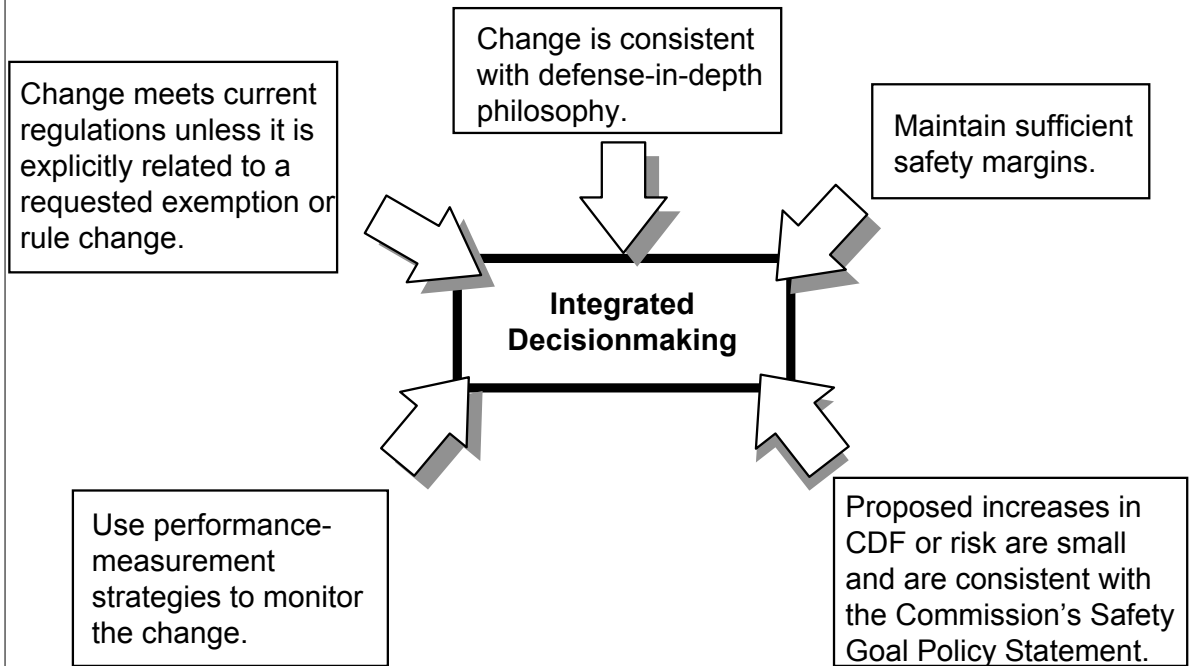 Change meets current
regulations unless it is
explicitly related to a
requested exemption or
rule change.
Change is consistent
with defense-in-depth
philosophy.
Maintain sufficient
safety margins.
Integrated
Decisionmaking
Use performance-
measurement
strategies to monitor
the change.
Proposed increases in
CDF or risk are small
and are consistent with
the Commission’s Safety
Goal Policy Statement.